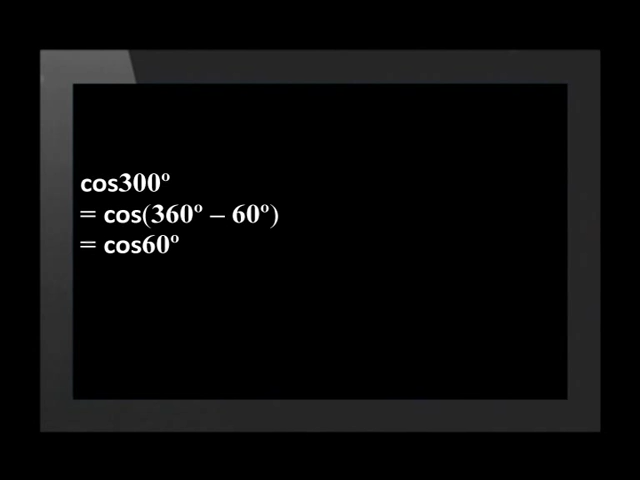 cos300º
= cos(360º – 60º)
= cos60º